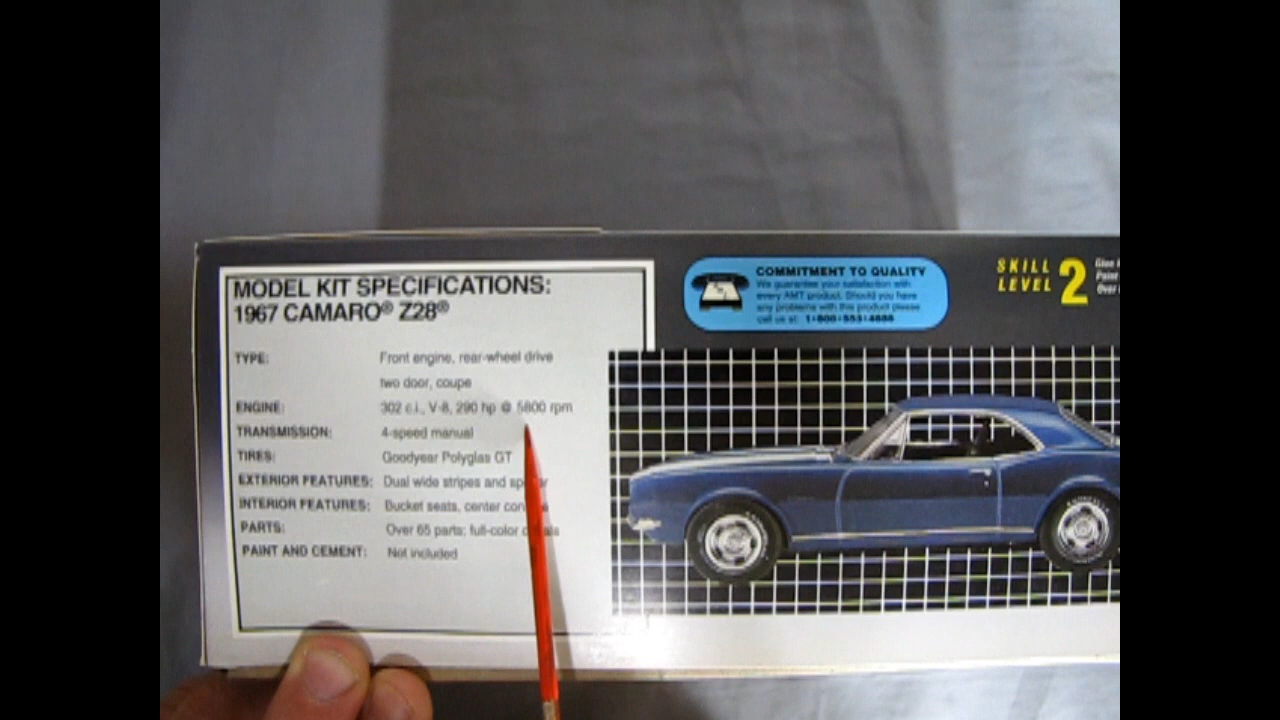 MODEL KIT SPECIFICATIONS:
1967 CAMARO® Z28®
TYPE: Front engine, rear-wheel drive
two door, coupe
ENGINE: 302 c.i., V-8, 290 hp @ 5800 rpm
TRANSMISSION: 4-speed manual
TIRES: Goodyear Polyglas GT
EXTERIOR FEATURES: Dual wide stripes and
INTERIOR FEATURES: Bucket seats, center
PARTS: Over 65 parts; full-color
PAINT AND CEMENT: Not included
COMMITMENT TO QUALITY
We guarantee your satisfaction with
every AMT product. Should you have
any problems with this product please
call us at:
SKILL
LEVEL 2
Glue
Paint
Over